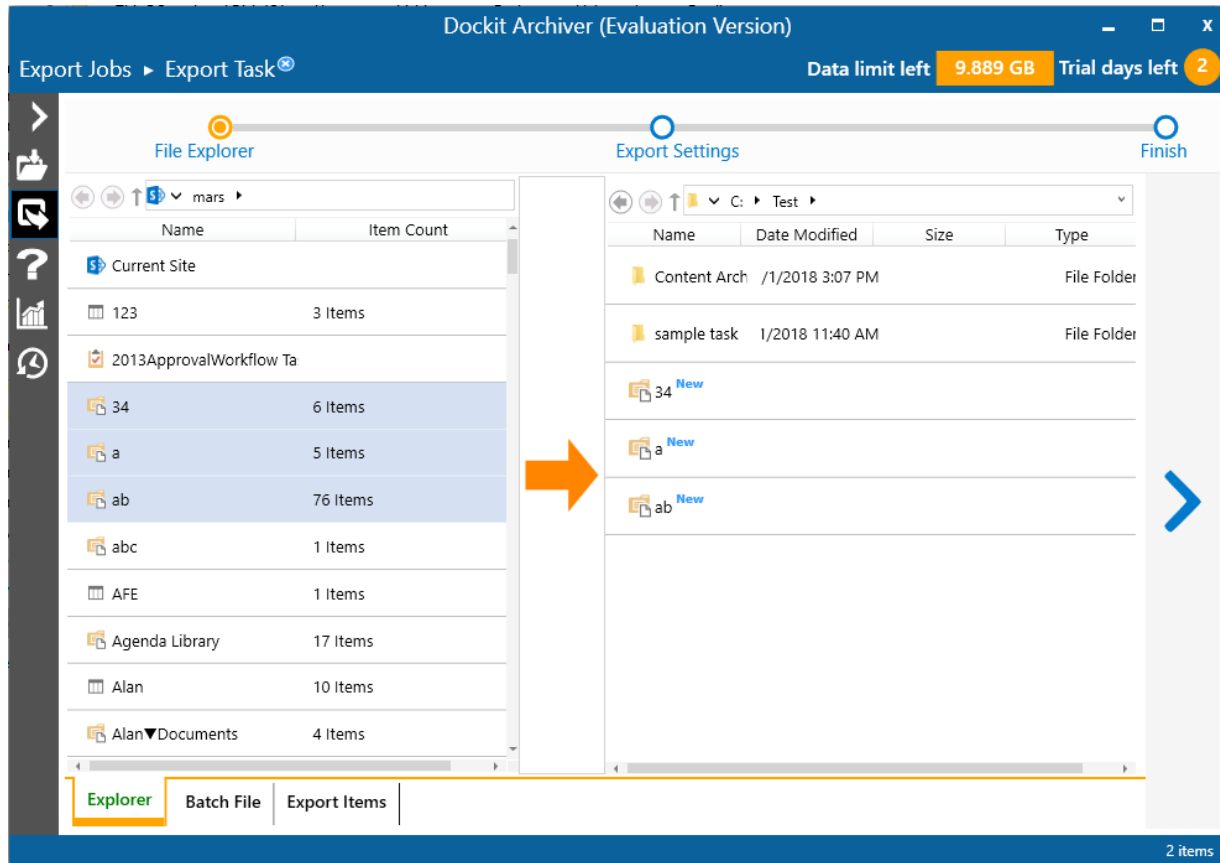 Dockit Archiver (Evaluation Version)
Export Jobs ▸ Export Task
Data limit left 9.889 GB Trial days left 2
File Explorer Export Settings Finish
mars
Name Item Count
Current Site
123 3 Items
2013ApprovalWorkflow Ta
34 6 Items
a 5 Items
ab 76 Items
abc 1 Items
AFE 1 Items
Agenda Library 17 Items
Alan 10 Items
Alan▼Documents 4 Items
C: ▸ Test ▸
Name Date Modified Size Type
Content Arch /1/2018 3:07 PM File Folder
sample task 1/2018 11:40 AM File Folder
34 New
a New
ab New
Explorer Batch File Export Items
2 items